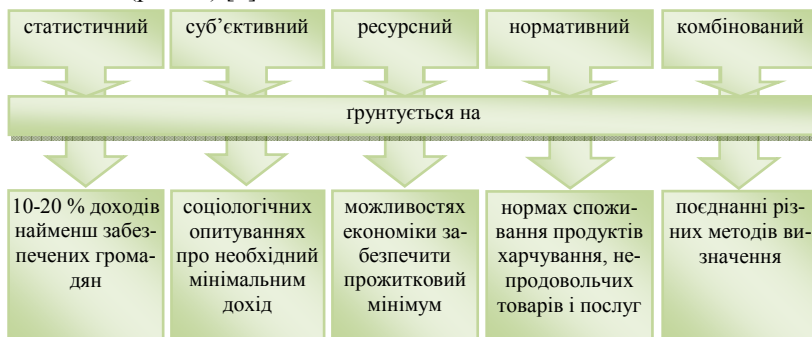 статистичний
суб’єктивний
ресурсний
нормативний
комбінований
ґрунтується на
10-20 % доходів
найменш забез-
печених грома-
дян
соціологічних
опитуваннях
про необхідний
мінімальним
дохід
можливостях
економіки за-
безпечити
прожитковий
мінімум
нормах спожи-
вання продуктів
харчування, не-
продовольчих
товарів і послуг
поєднанні різ-
них методів ви-
значення